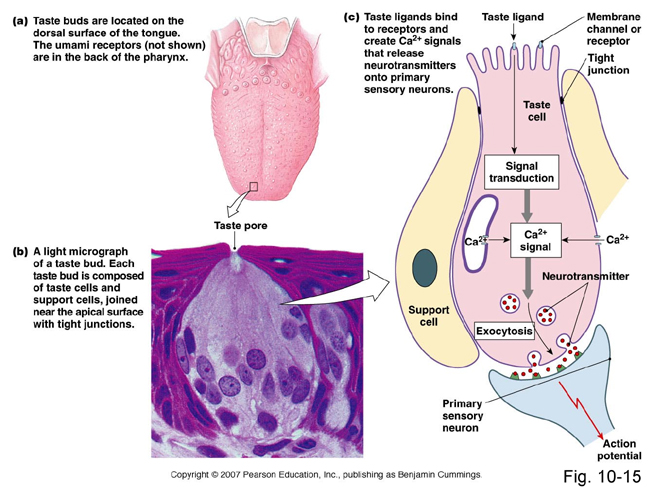 (a) Taste buds are located on the
dorsal surface of the tongue.
The umami receptors (not shown)
are in the back of the pharynx.
Taste pore
(b) A light micrograph
of a taste bud. Each
taste bud is composed
of taste cells and
support cells, joined
near the apical surface
with tight junctions.
(c) Taste ligands bind
to receptors and
create Ca2+ signals
that release
neurotransmitters
onto primary
sensory neurons.
Taste ligand
Membrane
channel or
receptor
Tight
junction
Taste
cell
Signal
transduction
Ca2+
Ca2+
signal
Ca2+
Neurotransmitter
Support
cell
Exocytosis
Primary
sensory
neuron
Action
potential
Copyright © 2007 Pearson Education, Inc., publishing as Benjamin Cummings.
Fig. 10-15